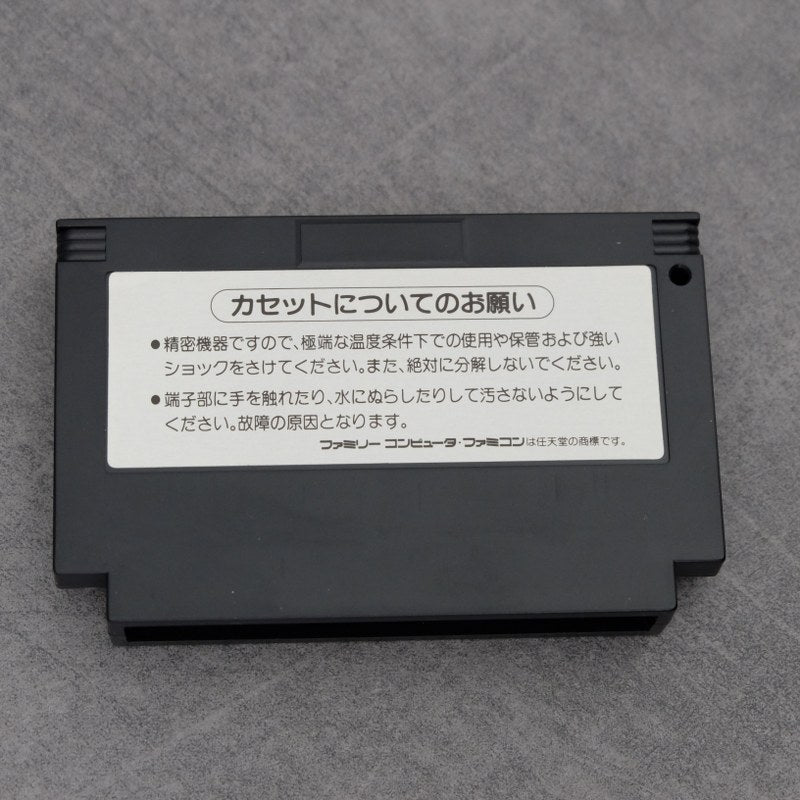 カセットについてのお願い
●精密機器ですので、極端な温度条件下での使用や保管および強い
ショックをさけてください。また、絶対に分解しないでください。
●端子部に手を触れたり、水にぬらしたりして汚さないようにして
ください。故障の原因となります。
ファミリー コンピュータ・ファミコンは任天堂の商標です。